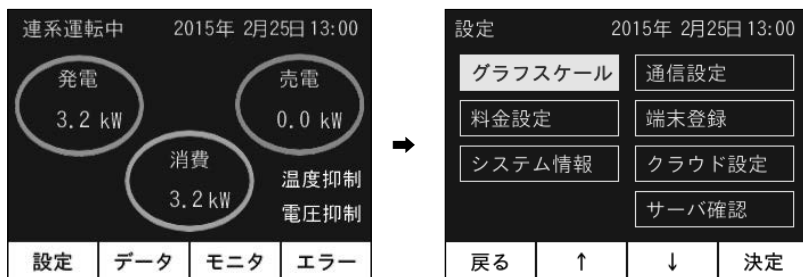 連系運転中 2015年 2月25日 13:00
発電
3.2 kW
売電
0.0 kW
消費
3.2 kW
温度抑制
電圧抑制
設定 データ モニタ エラー
➡
設定 2015年 2月25日 13:00
グラフスケール 通信設定
料金設定 端末登録
システム情報 クラウド設定
サーバ確認
戻る ↑ ↓ 決定